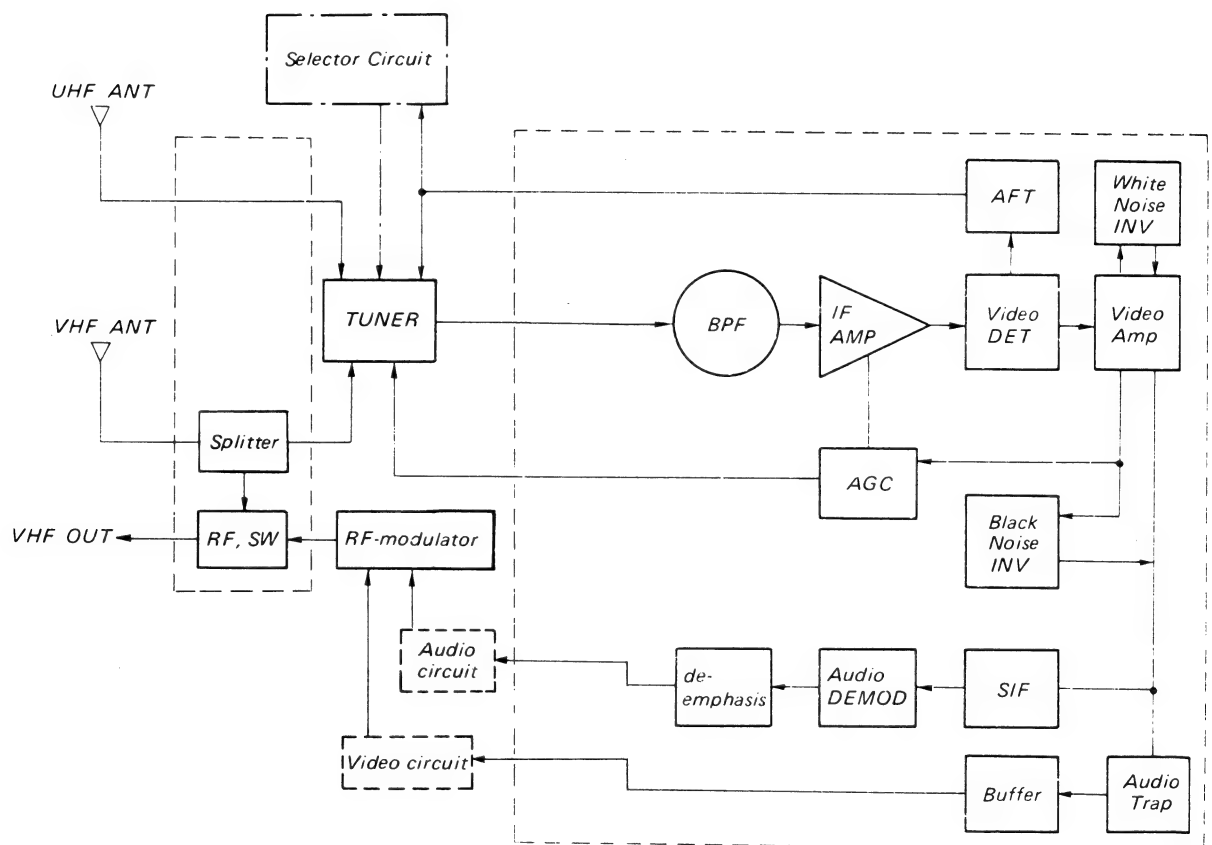 Selector Circuit
UHF ANT
AFT
White
Noise
INV
VHF ANT
TUNER
BPF
IF
AMP
Video
DET
Video
Amp
Splitter
AGC
VHF OUT
RF, SW
RF-modulator
Black
Noise
INV
Audio
circuit
de-
emphasis
Audio
DEMOD
SIF
Video circuit
Buffer
Audio
Trap